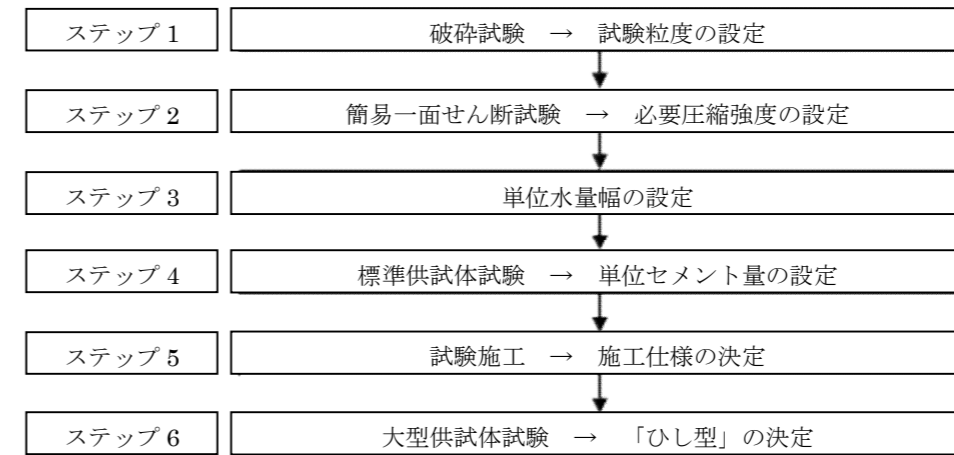 ステップ 1　破砕試験　→　試験粒度の設定
ステップ 2　簡易一面せん断試験　→　必要圧縮強度の設定
ステップ 3　単位水量幅の設定
ステップ 4　標準供試体試験　→　単位セメント量の設定
ステップ 5　試験施工　→　施工仕様の決定
ステップ 6　大型供試体試験　→　「ひし型」の決定